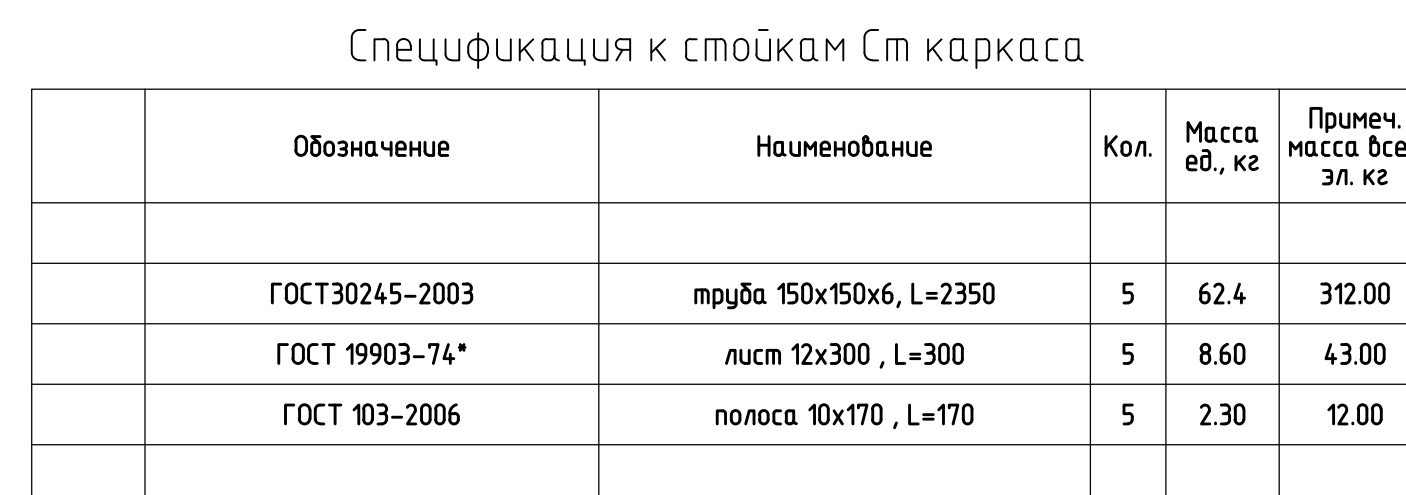 Спецификация к стойкам Ст каркаса
Обозначение Наименование Кол. Масса ед., кг Примеч. масса все эл. кг
ГОСТ30245-2003 труба 150х150х6, L=2350 5 62.4 312.00
ГОСТ 19903-74* лист 12х300 , L=300 5 8.60 43.00
ГОСТ 103-2006 полоса 10х170 , L=170 5 2.30 12.00